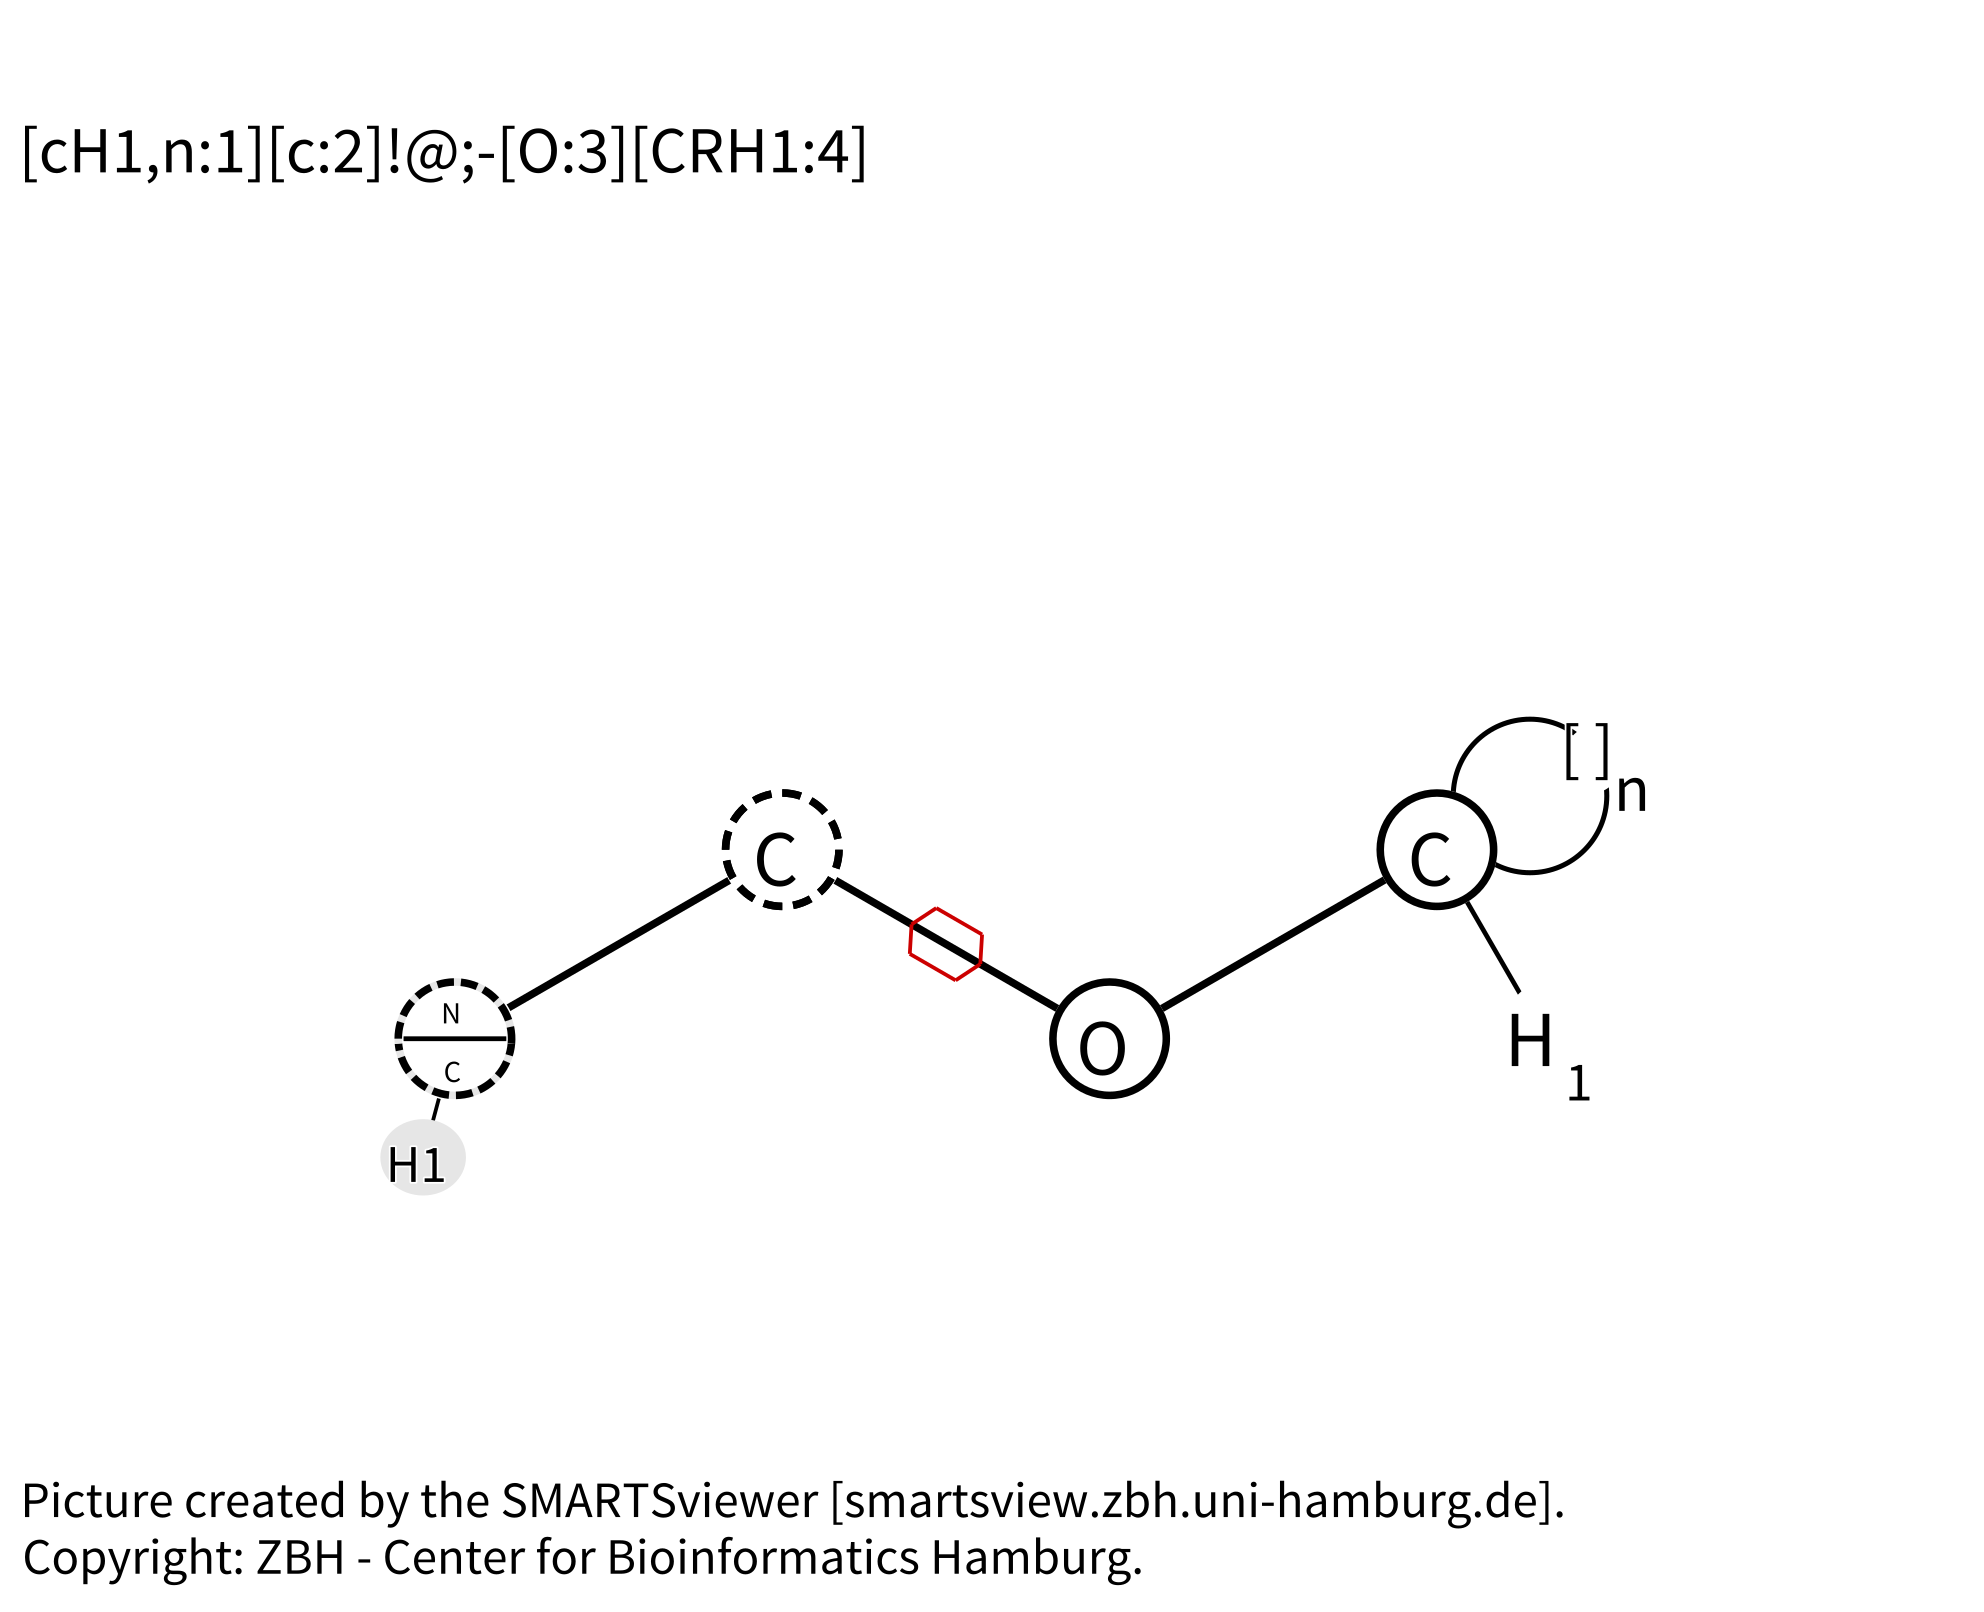 [cH1,n:1][c:2]!@;-[O:3][CRH1:4]
[ ]n
C
C
N
C
O
H1
H1
Picture created by the SMARTSviewer [smartsview.zbh.uni-hamburg.de].
Copyright: ZBH - Center for Bioinformatics Hamburg.